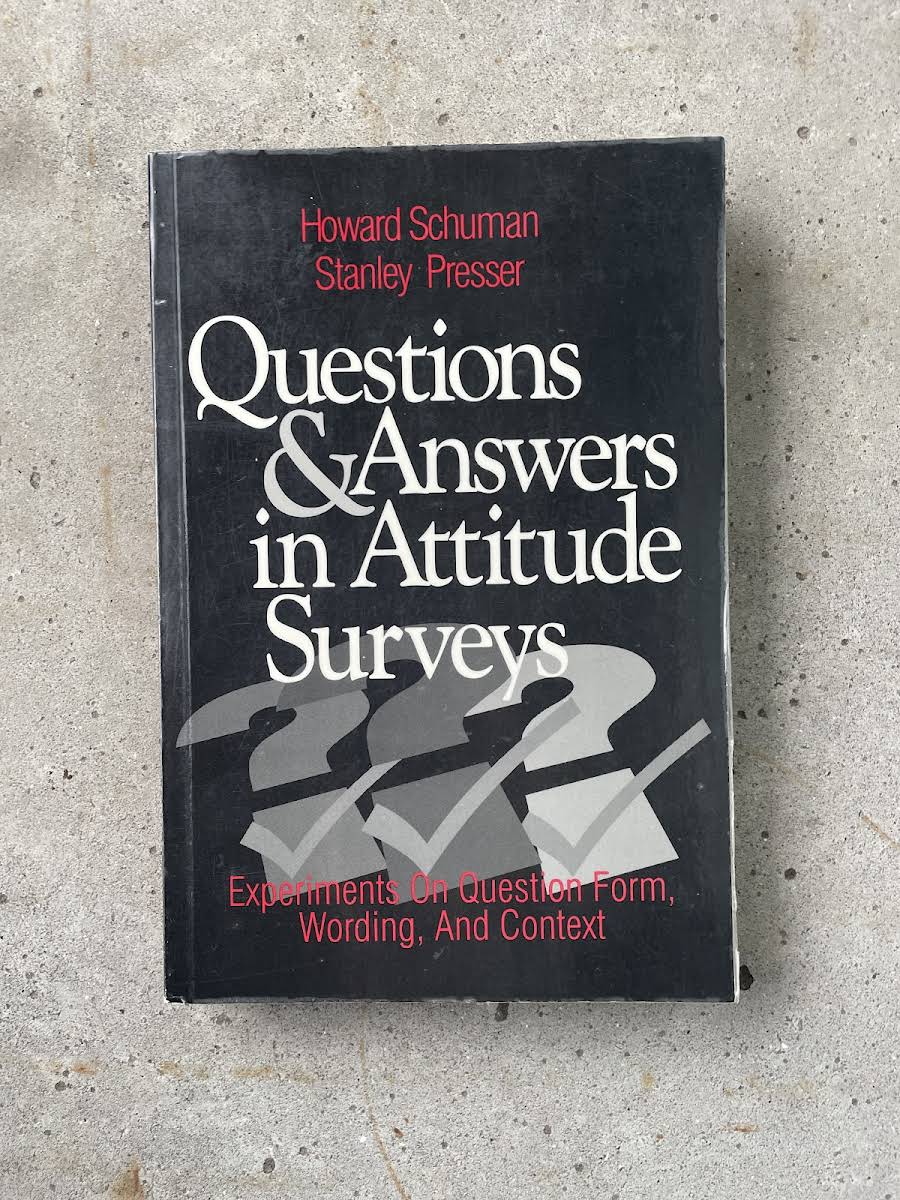 Howard Schuman
Stanley Presser
Questions
& Answers
in Attitude
Surveys
Experiments On Question Form,
Wording, And Context